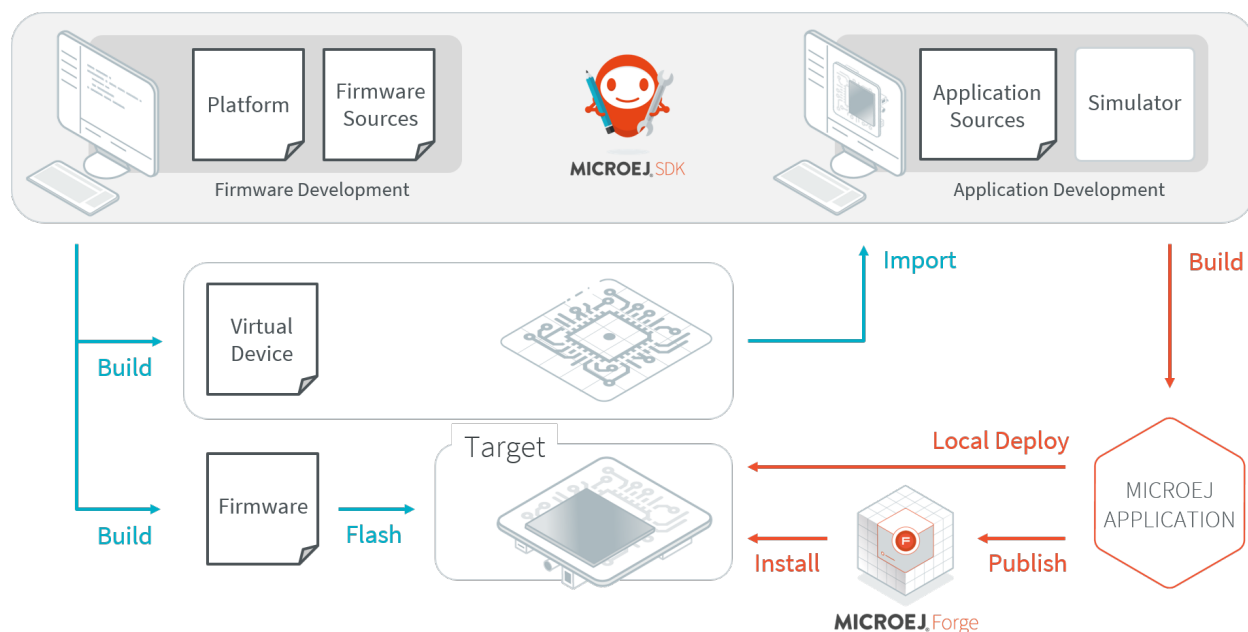 Platform
Firmware
Sources
Firmware Development
MICROEJ. SDK
Application
Sources
Simulator
Application Development
Import
Build
Virtual
Device
Build
Target
Local Deploy
MICROEJ
APPLICATION
Firmware
Build
Flash
Install
F
Publish
MICROEJ. Forge